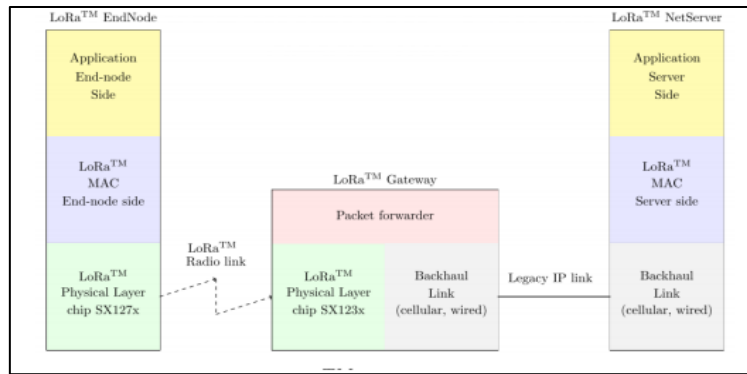 LoRa™ EndNode
Application
End-node
Side
LoRa™
MAC
End-node side
LoRa™
Physical Layer
chip SX127x
LoRa™
Radio link
LoRa™ Gateway
Packet forwarder
LoRa™
Physical Layer
chip SX123x
Backhaul
Link
(cellular, wired)
Legacy IP link
LoRa™ NetServer
Application
Server
Side
LoRa™
MAC
Server side
Backhaul
Link
(cellular, wired)